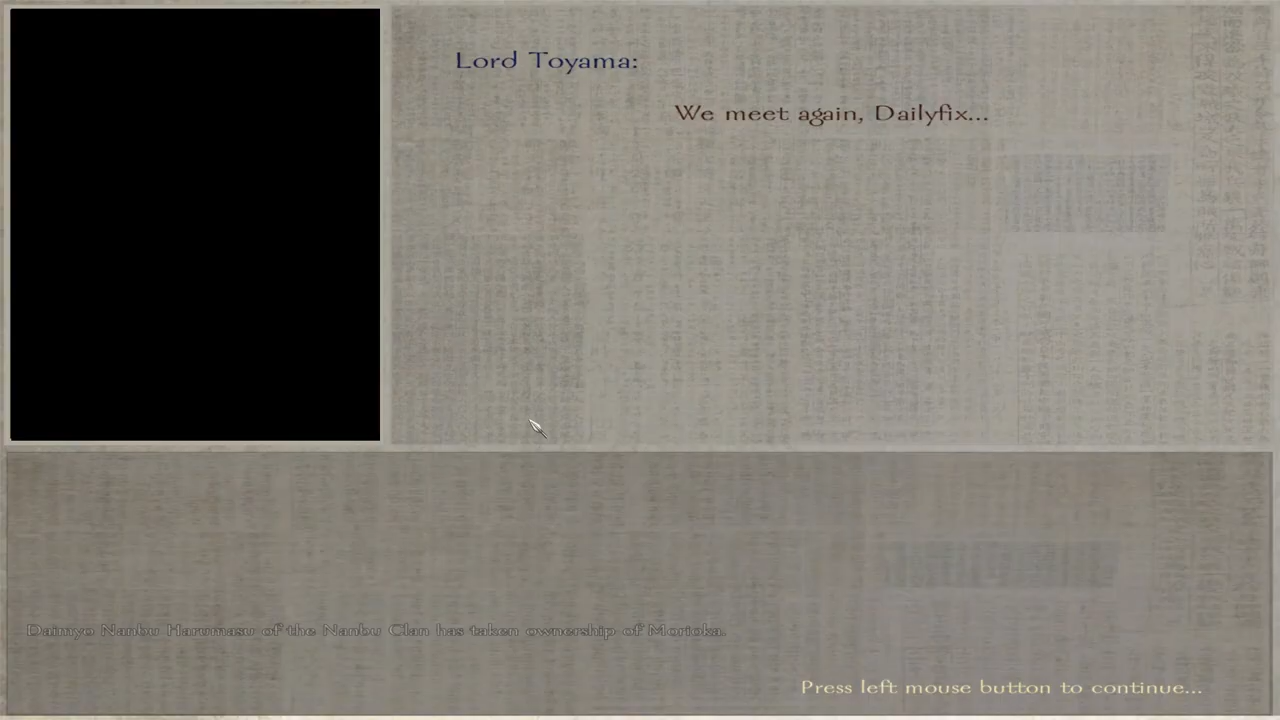 Lord Toyama:
We meet again, Dailyfix...
Daimyo Nanbu Harumasu of the Nanbu Clan has taken ownership of Morioka.
Press left mouse button to continue...